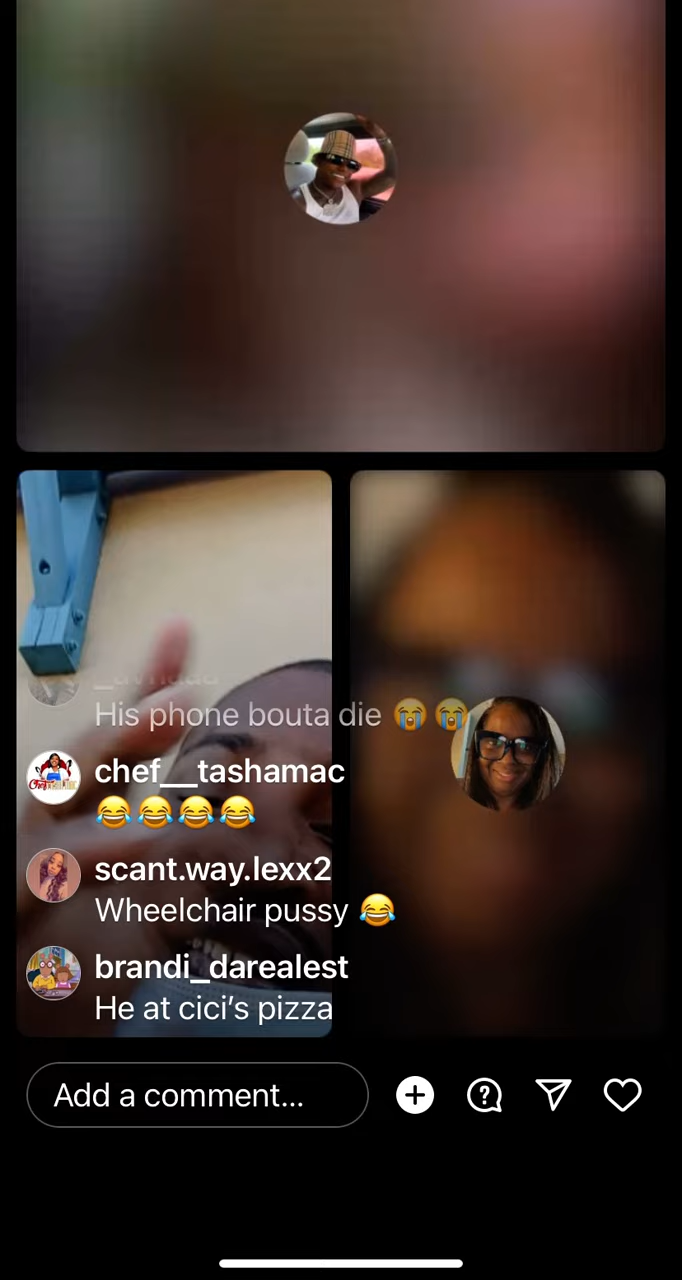 His phone bouta die 😭😭
chef__tashamac
😂😂😂😂
scant.way.lexx2
Wheelchair pussy 😂
brandi_darealest
He at cici’s pizza
Add a comment...